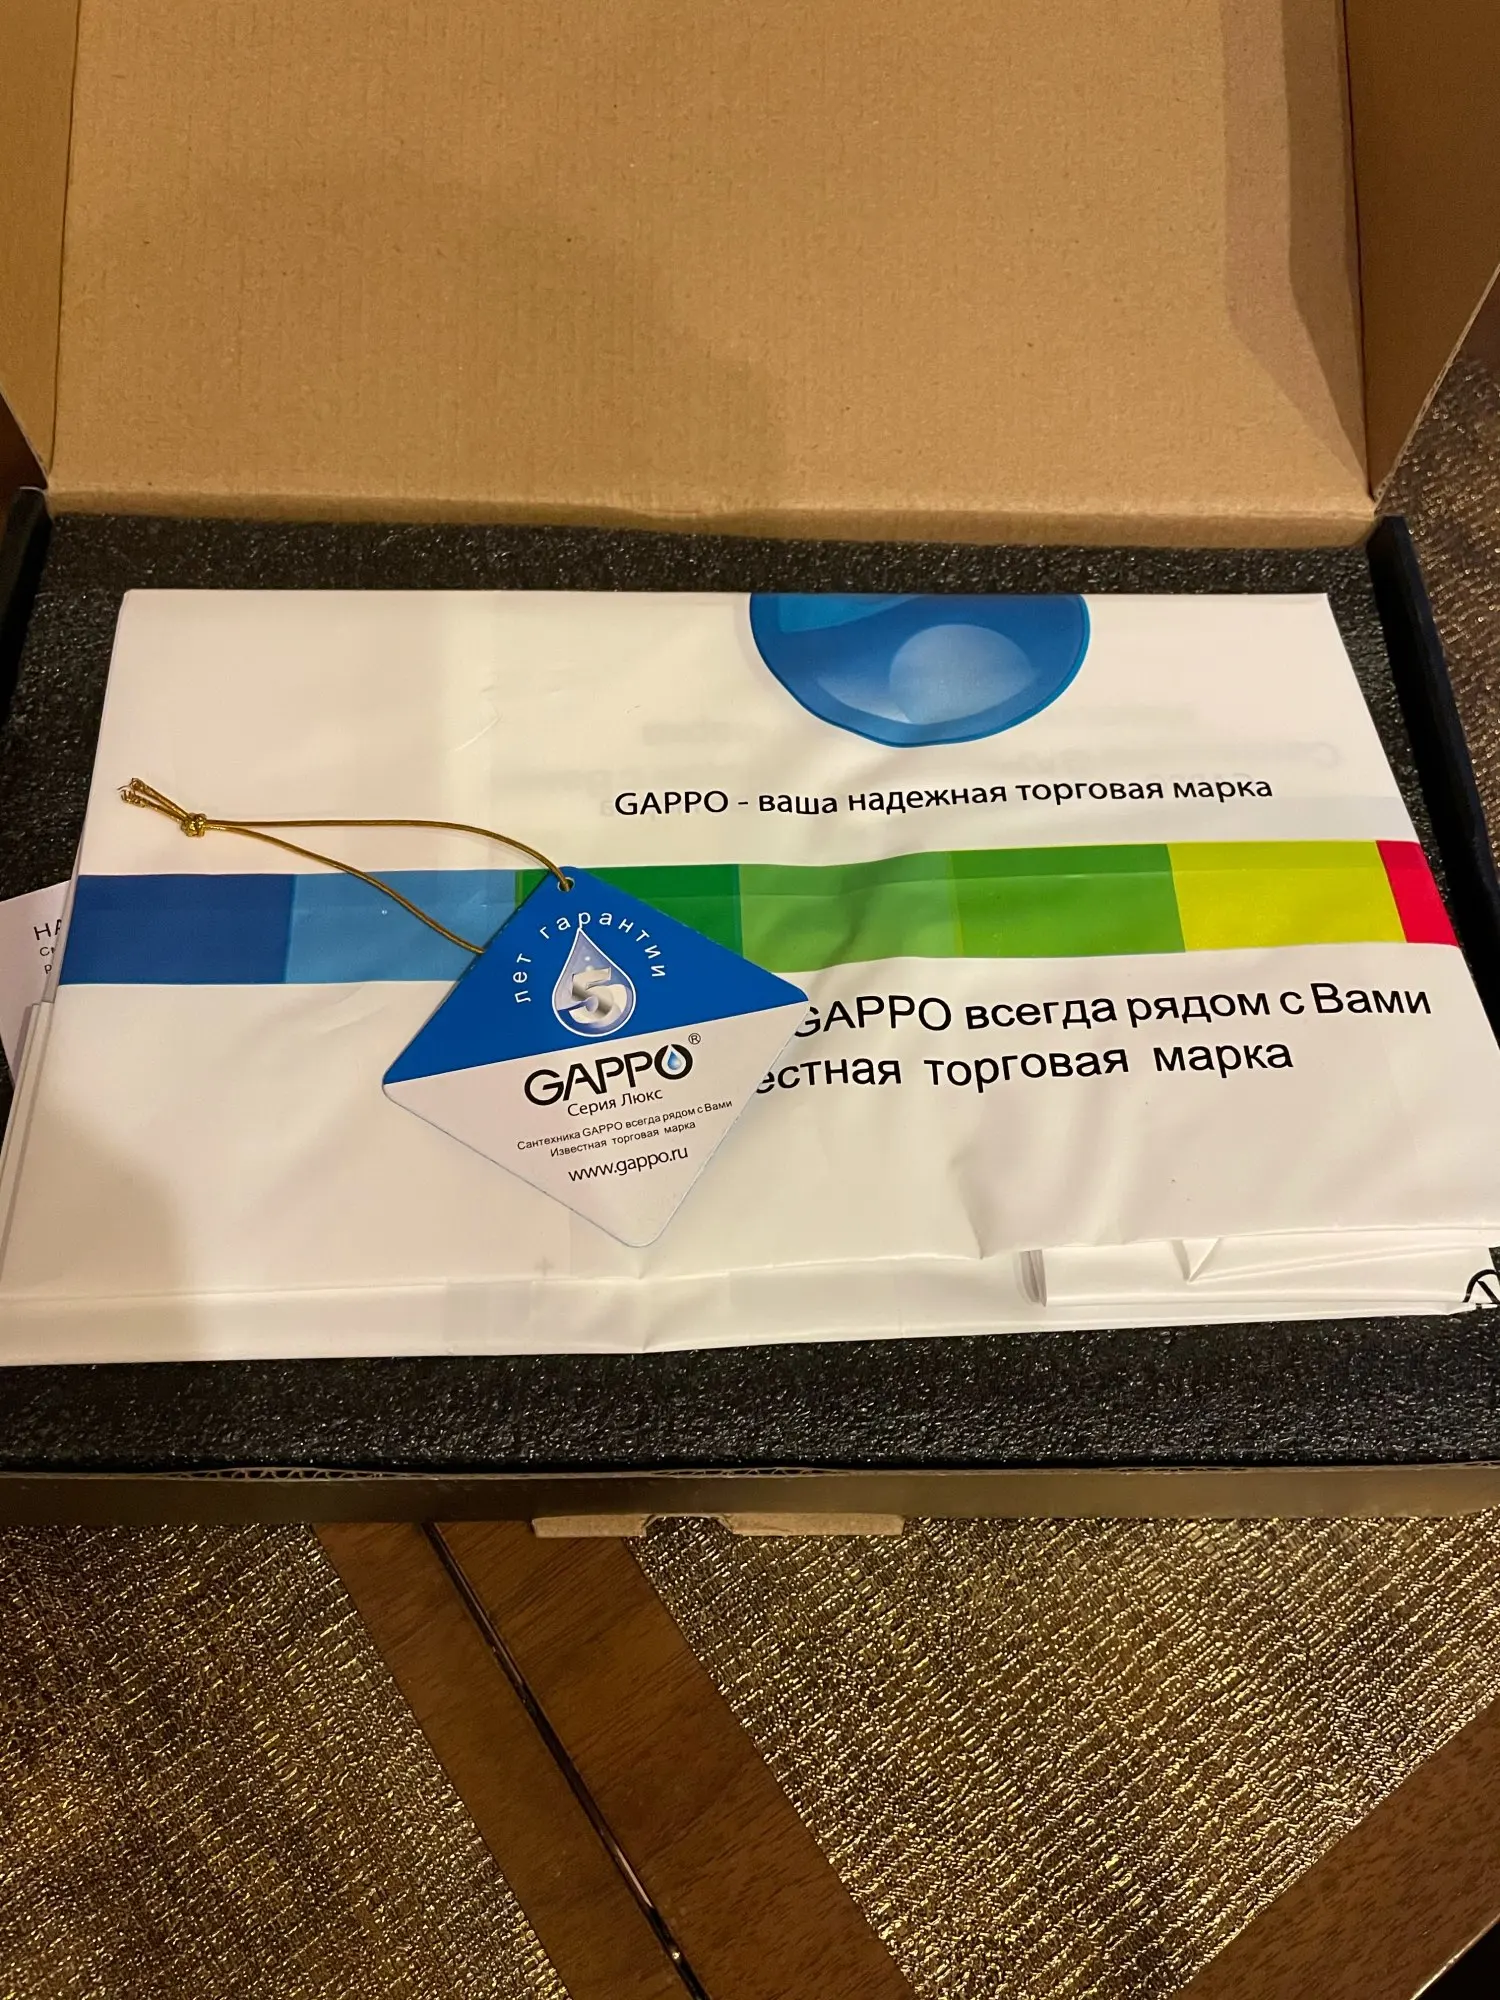 GAPPO - ваша надежная торговая марка
GAPPO всегда рядом с Вами
торговая марка
5 лет гарантии
GAPPO®
Серия Люкс
Сантехника GAPPO всегда рядом с Вами
Известная торговая марка
www.gappo.ru